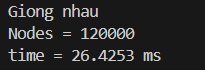 Giong nhau
Nodes = 120000
time = 26.4253 ms